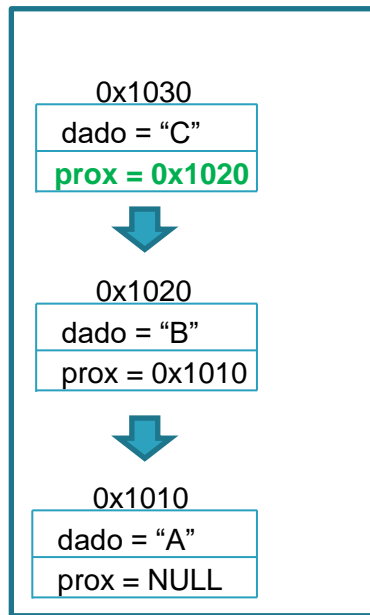 0x1030
dado = “C”
prox = 0x1020
0x1020
dado = “B”
prox = 0x1010
0x1010
dado = “A”
prox = NULL